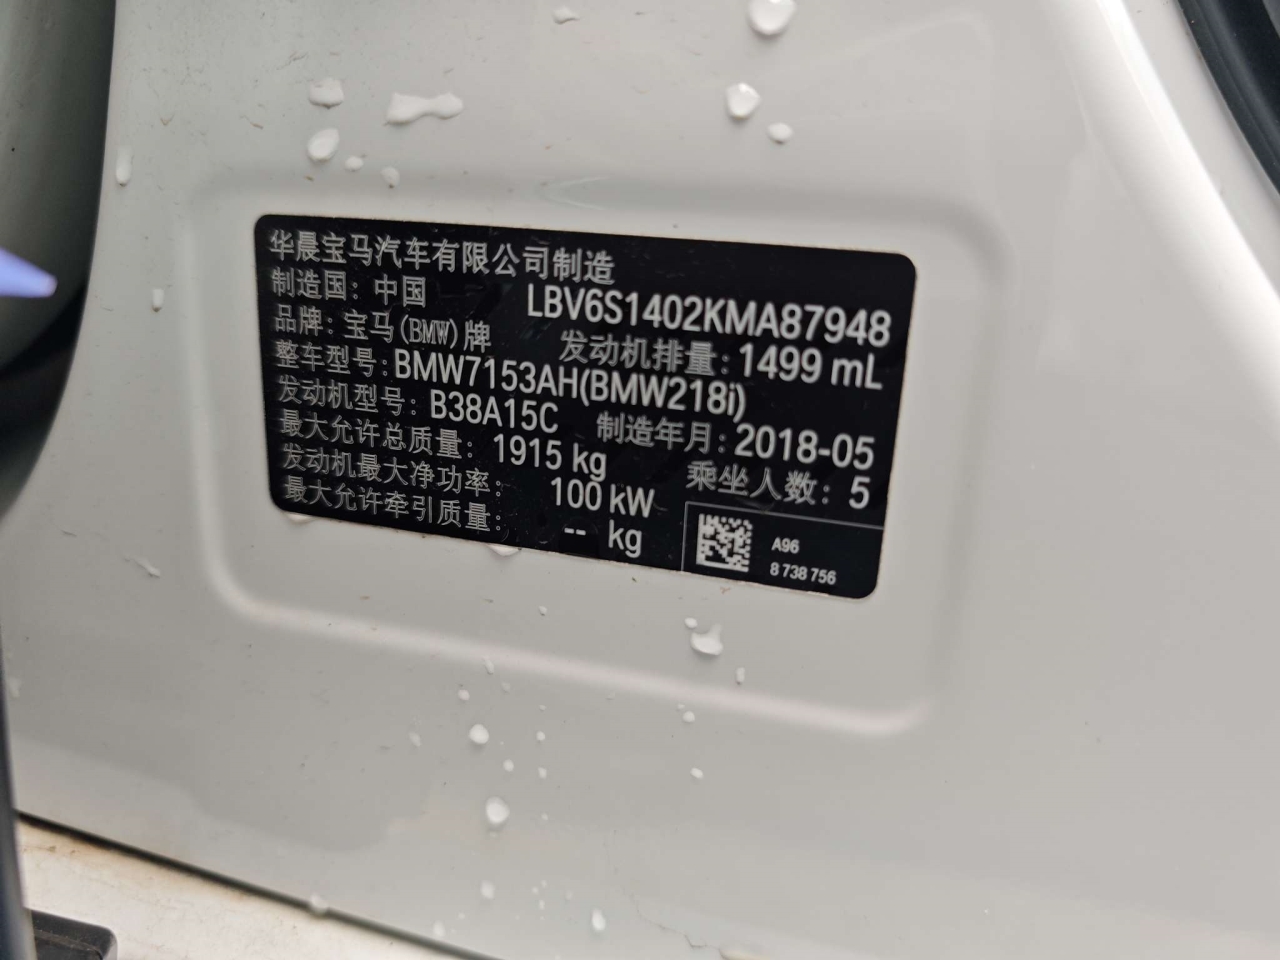 华晨宝马汽车有限公司制造
制造国: 中国 LBV6S1402KMA87948
品牌: 宝马(BMW)牌 发动机排量: 1499 mL
整车型号: BMW7153AH(BMW218i)
发动机型号: B38A15C 制造年月: 2018-05
最大允许总质量: 1915 kg 乘坐人数: 5
发动机最大净功率: 100 kW
最大允许牵引质量: -- kg
A96
8 738 756